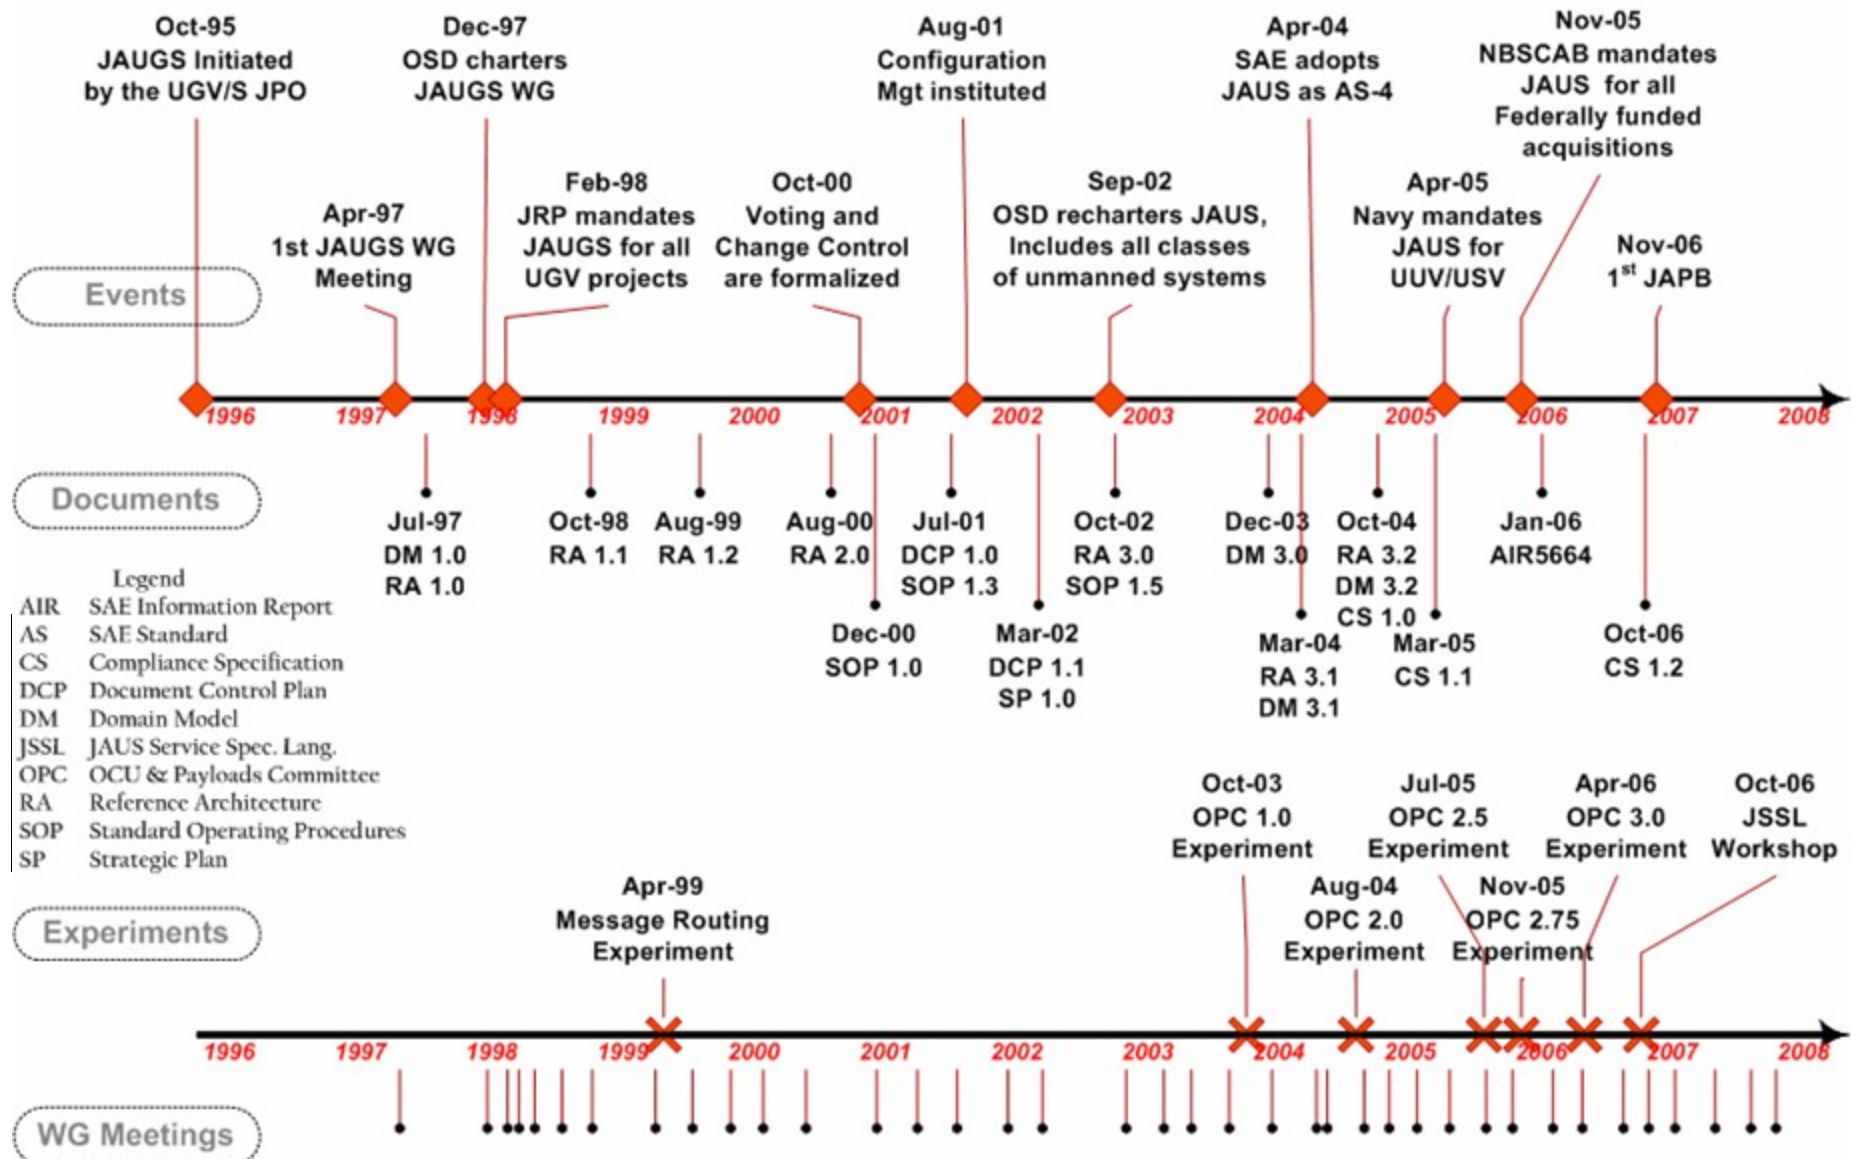 Oct-95
JAUGS Initiated
by the UGV/S JPO
Dec-97
OSD charters
JAUGS WG
Aug-01
Configuration
Mgt instituted
Apr-04
SAE adopts
JAUS as AS-4
Nov-05
NBSCAB mandates
JAUS for all
Federally funded
acquisitions
Apr-97
1st JAUGS WG
Meeting
Feb-98
JRP mandates
JAUGS for all
UGV projects
Oct-00
Voting and
Change Control
are formalized
Sep-02
OSD recharters JAUS,
Includes all classes
of unmanned systems
Apr-05
Navy mandates
JAUS for
UUV/USV
Nov-06
1st JAPB
Events
1996 1997 1998 1999 2000 2001 2002 2003 2004 2005 2006 2007 2008
Documents
Jul-97
DM 1.0
RA 1.0
Oct-98
RA 1.1
Aug-99
RA 1.2
Aug-00
RA 2.0
Dec-00
SOP 1.0
Jul-01
DCP 1.0
SOP 1.3
Mar-02
DCP 1.1
SP 1.0
Oct-02
RA 3.0
SOP 1.5
Dec-03
DM 3.0
Mar-04
RA 3.1
DM 3.1
Oct-04
RA 3.2
DM 3.2
CS 1.0
Mar-05
CS 1.1
Jan-06
AIR5664
Oct-06
CS 1.2
Legend
AIR SAE Information Report
AS SAE Standard
CS Compliance Specification
DCP Document Control Plan
DM Domain Model
JSSL JAUS Service Spec. Lang.
OPC OCU & Payloads Committee
RA Reference Architecture
SOP Standard Operating Procedures
SP Strategic Plan
Experiments
Apr-99
Message Routing
Experiment
Oct-03
OPC 1.0
Experiment
Aug-04
OPC 2.0
Experiment
Jul-05
OPC 2.5
Experiment
Nov-05
OPC 2.75
Experiment
Apr-06
OPC 3.0
Experiment
Oct-06
JSSL
Workshop
1996 1997 1998 1999 2000 2001 2002 2003 2004 2005 2006 2007 2008
WG Meetings